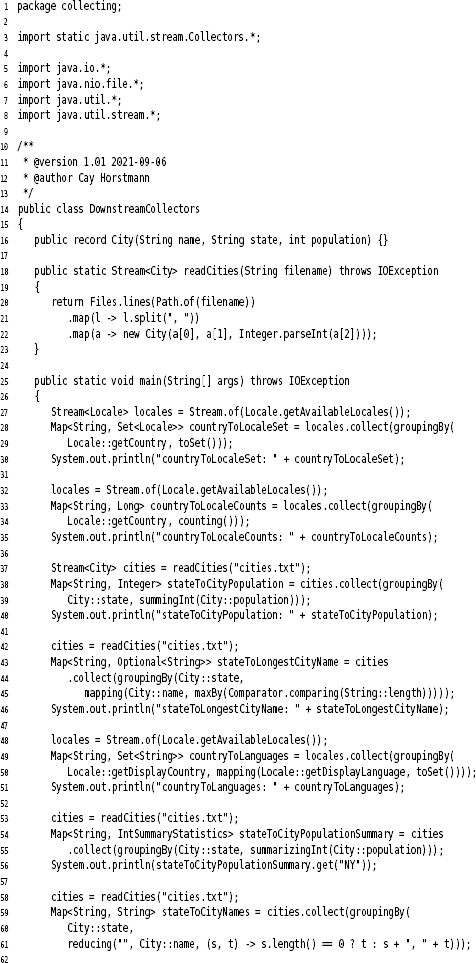 1 package collecting;
2
3 import static java.util.stream.Collectors.*;
4
5 import java.io.*;
6 import java.nio.file.*;
7 import java.util.*;
8 import java.util.stream.*;
9
10 /**
11  * @version 1.01 2021-09-06
12  * @author Cay Horstmann
13  */
14 public class DownstreamCollectors
15 {
16    public record City(String name, String state, int population) {}
17
18    public static Stream<City> readCities(String filename) throws IOException
19    {
20       return Files.lines(Path.of(filename))
21          .map(l -> l.split(", "))
22          .map(a -> new City(a[0], a[1], Integer.parseInt(a[2])));
23    }
24
25    public static void main(String[] args) throws IOException
26    {
27       Stream<Locale> locales = Stream.of(Locale.getAvailableLocales());
28       Map<String, Set<Locale>> countryToLocaleSet = locales.collect(groupingBy(
29          Locale::getCountry, toSet()));
30       System.out.println("countryToLocaleSet: " + countryToLocaleSet);
31
32       locales = Stream.of(Locale.getAvailableLocales());
33       Map<String, Long> countryToLocaleCounts = locales.collect(groupingBy(
34          Locale::getCountry, counting()));
35       System.out.println("countryToLocaleCounts: " + countryToLocaleCounts);
36
37       Stream<City> cities = readCities("cities.txt");
38       Map<String, Integer> stateToCityPopulation = cities.collect(groupingBy(
39          City::state, summingInt(City::population)));
40       System.out.println("stateToCityPopulation: " + stateToCityPopulation);
41
42       cities = readCities("cities.txt");
43       Map<String, Optional<String>> stateToLongestCityName = cities
44          .collect(groupingBy(City::state,
45             mapping(City::name, maxBy(Comparator.comparing(String::length)))));
46       System.out.println("stateToLongestCityName: " + stateToLongestCityName);
47
48       locales = Stream.of(Locale.getAvailableLocales());
49       Map<String, Set<String>> countryToLanguages = locales.collect(groupingBy(
50          Locale::getDisplayCountry, mapping(Locale::getDisplayLanguage, toSet())));
51       System.out.println("countryToLanguages: " + countryToLanguages);
52
53       cities = readCities("cities.txt");
54       Map<String, IntSummaryStatistics> stateToCityPopulationSummary = cities
55          .collect(groupingBy(City::state, summarizingInt(City::population)));
56       System.out.println(stateToCityPopulationSummary.get("NY"));
57
58       cities = readCities("cities.txt");
59       Map<String, String> stateToCityNames = cities.collect(groupingBy(
60          City::state,
61          reducing("", City::name, (s, t) -> s.length() == 0 ? t : s + ", " + t)));
62